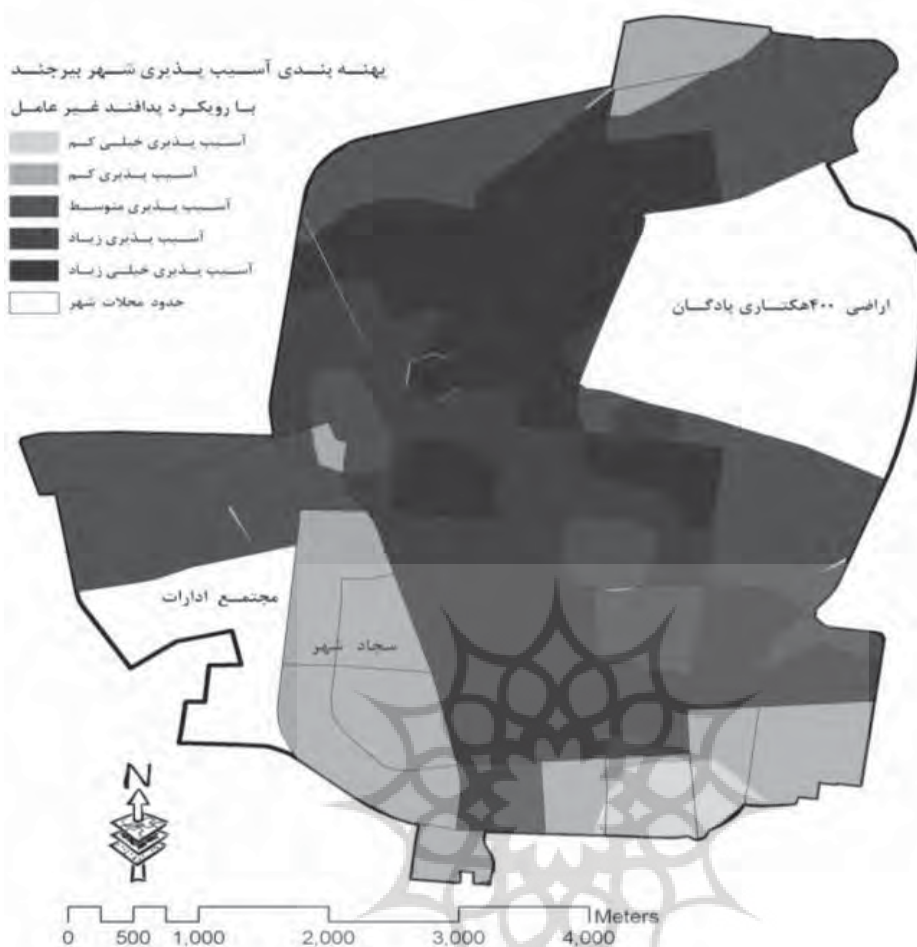 پهنه بندی آسیب پذیری شهر بیرجند
با رویکرد پدافند غیر عامل
آسیب پذیری خیلی کم
آسیب پذیری کم
آسیب پذیری متوسط
آسیب پذیری زیاد
آسیب پذیری خیلی زیاد
حدود محلات شهر
اراضی ۴۰۰هکتاری پادگان
مجتمع ادارات
سجاد شهر
N
Meters
0 500 1,000 2,000 3,000 4,000